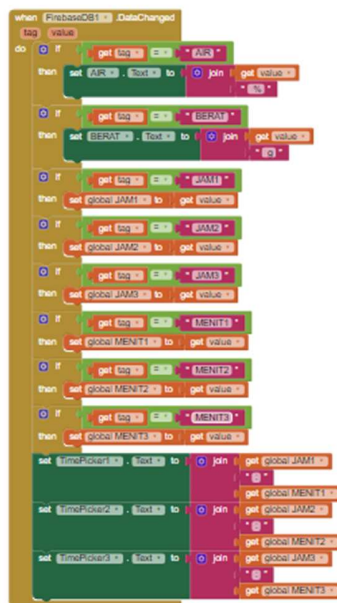 when FirebaseDB1 .DataChanged
tag value
do if get tag = " AIR "
then set AIR . Text to join get value
" % "
if get tag = " BERAT "
then set BERAT . Text to join get value
" g "
if get tag = " JAM1 "
then set global JAM1 to get value
if get tag = " JAM2 "
then set global JAM2 to get value
if get tag = " JAM3 "
then set global JAM3 to get value
if get tag = " MENIT1 "
then set global MENIT1 to get value
if get tag = " MENIT2 "
then set global MENIT2 to get value
if get tag = " MENIT3 "
then set global MENIT3 to get value
set TimePicker1 . Text to join get global JAM1
get global MENIT1
set TimePicker2 . Text to join get global JAM2
get global MENIT2
set TimePicker3 . Text to join get global JAM3
get global MENIT3